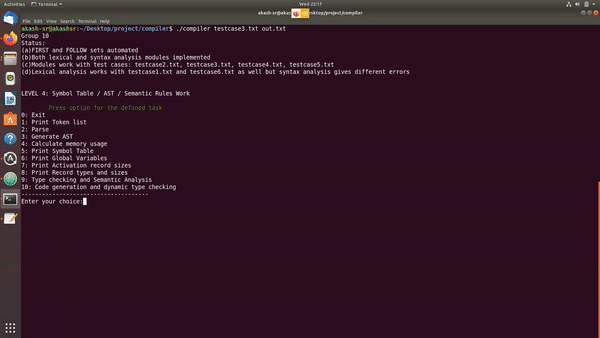 Activities
Terminal
Wed 22:17
akash-sr@akas
Desktop/project/compiler
File Edit View Search Terminal Help
akash-sr@akashsr:~/Desktop/project/compiler$ ./compiler testcase3.txt out.txt
Group 10
Status:
(a)FIRST and FOLLOW sets automated
(b)Both lexical and syntax analysis modules implemented
(c)Modules work with test cases: testcase2.txt, testcase3.txt, testcase4.txt, testcase5.txt
(d)Lexical analysis works with testcase1.txt and testcase6.txt as well but syntax analysis gives different errors
LEVEL 4: Symbol Table / AST / Semantic Rules Work
Press option for the defined task
0: Exit
1: Print Token list
2: Parse
3: Generate AST
4: Calculate memory usage
5: Print Symbol Table
6: Print Global Variables
7: Print Activation record sizes
8: Print Record types and sizes
9: Type checking and Semantic Analysis
10: Code generation and dynamic type checking
-------------------------------------
Enter your choice: